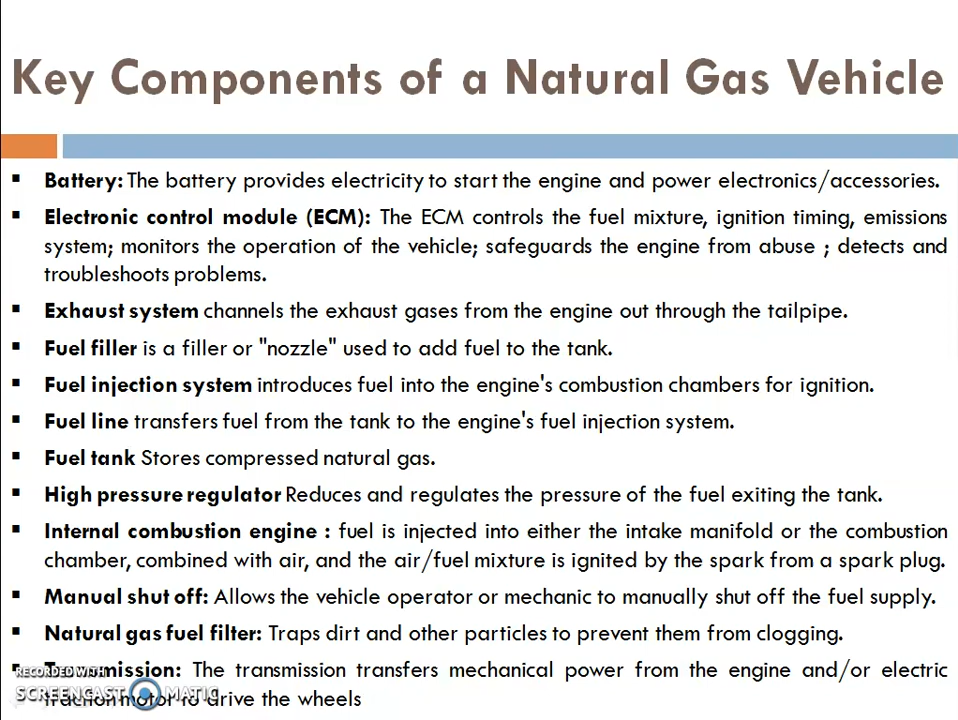 Key Components of a Natural Gas Vehicle
▪ Battery: The battery provides electricity to start the engine and power electronics/accessories.
▪ Electronic control module (ECM): The ECM controls the fuel mixture, ignition timing, emissions
system; monitors the operation of the vehicle; safeguards the engine from abuse ; detects and
troubleshoots problems.
▪ Exhaust system channels the exhaust gases from the engine out through the tailpipe.
▪ Fuel filler is a filler or "nozzle" used to add fuel to the tank.
▪ Fuel injection system introduces fuel into the engine's combustion chambers for ignition.
▪ Fuel line transfers fuel from the tank to the engine's fuel injection system.
▪ Fuel tank Stores compressed natural gas.
▪ High pressure regulator Reduces and regulates the pressure of the fuel exiting the tank.
▪ Internal combustion engine : fuel is injected into either the intake manifold or the combustion
chamber, combined with air, and the air/fuel mixture is ignited by the spark from a spark plug.
▪ Manual shut off: Allows the vehicle operator or mechanic to manually shut off the fuel supply.
▪ Natural gas fuel filter: Traps dirt and other particles to prevent them from clogging.
▪ Transmission: The transmission transfers mechanical power from the engine and/or electric
traction motor to drive the wheels
RECORDED WITH
SCREENCAST MATIC